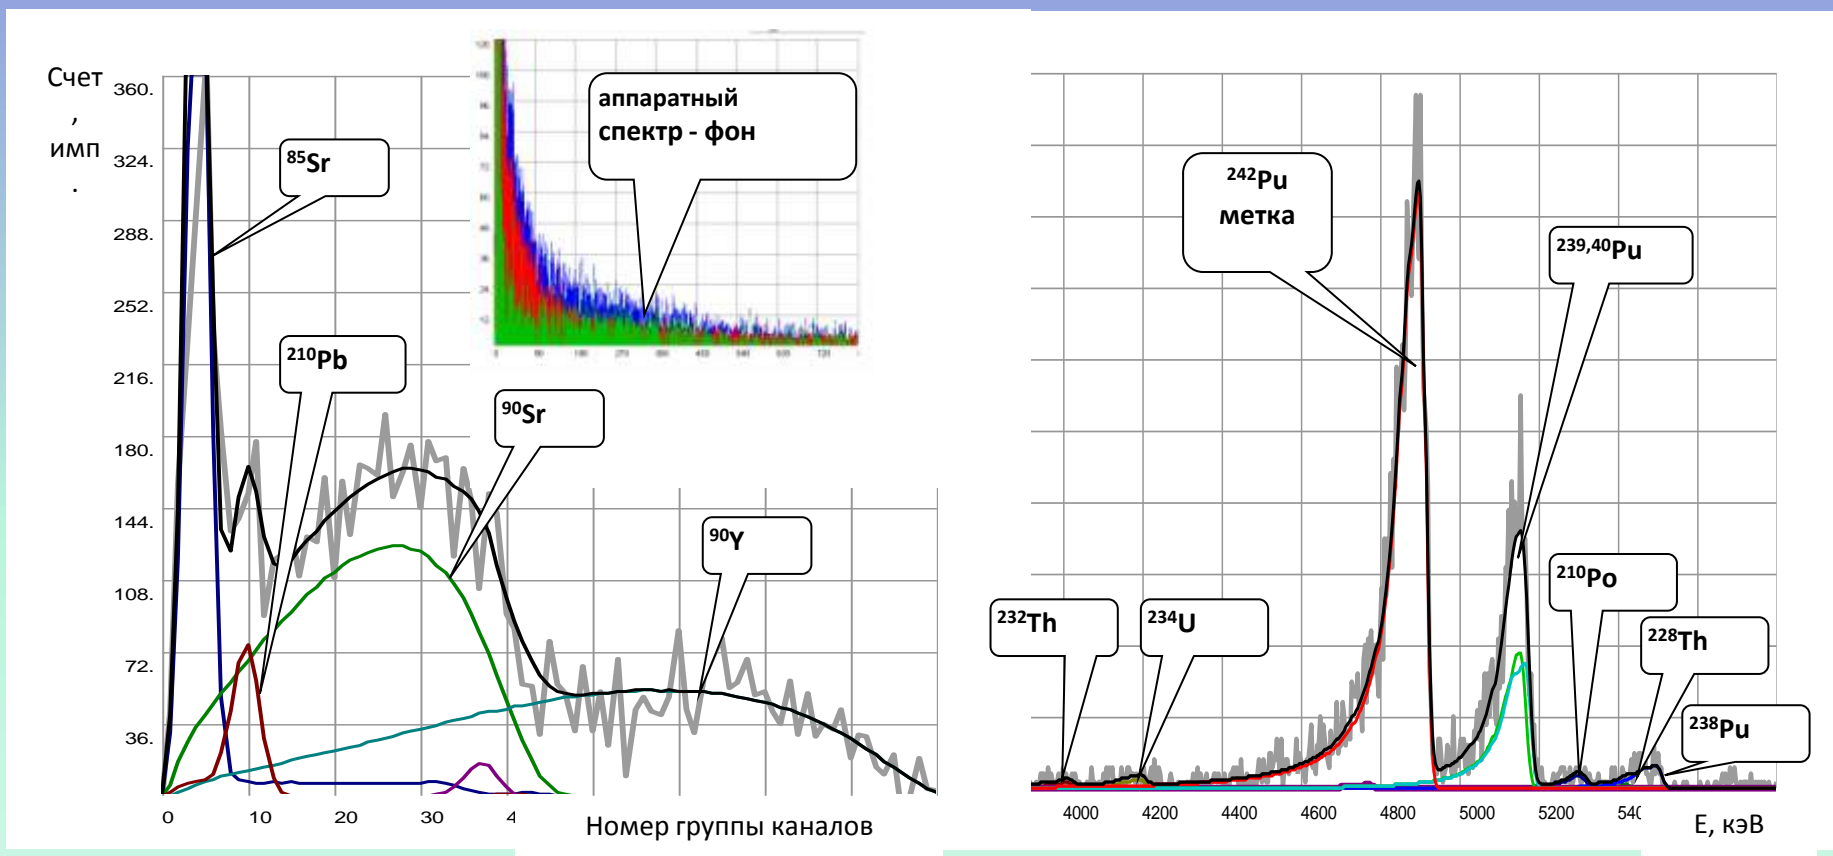 Счет
,
имп
.
360.
324.
288.
252.
216.
180.
144.
108.
72.
36.
0 10 20 30
Номер группы каналов
⁸⁵Sr
²¹⁰Pb
⁹⁰Sr
⁹⁰Y
аппаратный
спектр - фон
²⁴²Pu
метка
²³⁹,⁴⁰Pu
²³²Th
²³⁴U
²¹⁰Po
²²⁸Th
²³⁸Pu
4000 4200 4400 4600 4800 5000 5200
E, кэВ